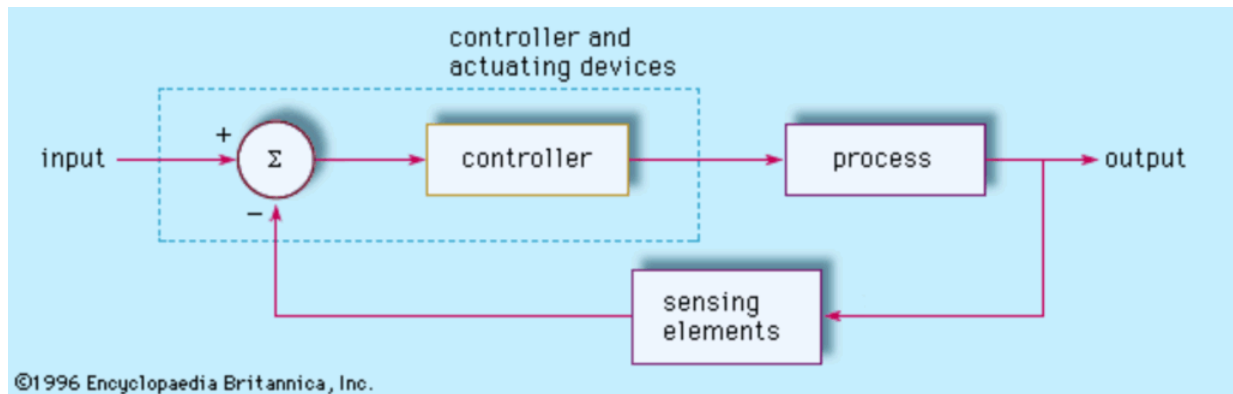 controller and
actuating devices
input
+
Σ
−
controller
process
output
sensing
elements
©1996 Encyclopaedia Britannica, Inc.